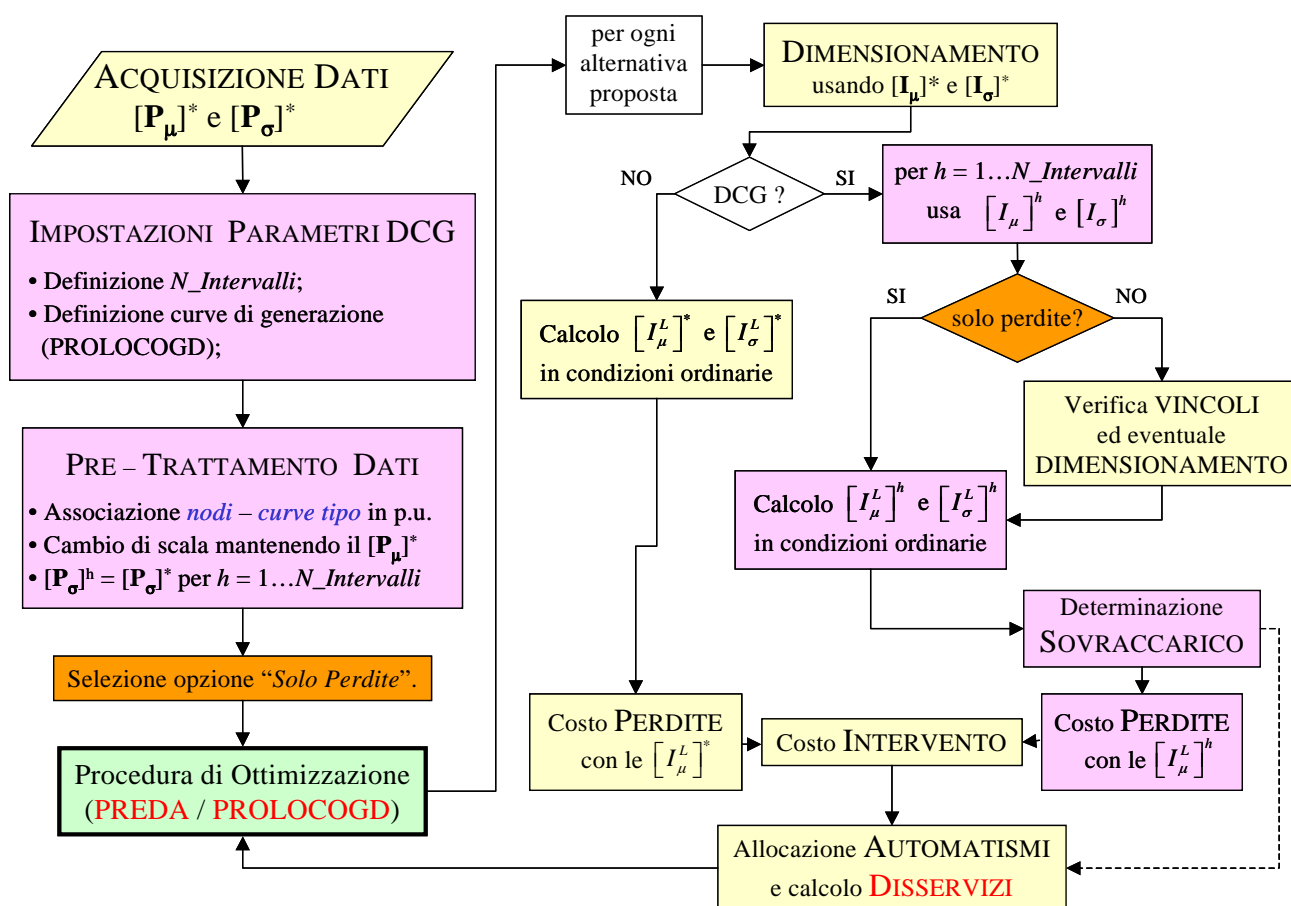 ACQUISIZIONE DATI
[Pμ]* e [Pσ]*
IMPOSTAZIONI PARAMETRI DCG
• Definizione N_Intervalli;
• Definizione curve di generazione
(PROLOCOGD);
PRE – TRATTAMENTO DATI
• Associazione nodi – curve tipo in p.u.
• Cambio di scala mantenendo il [Pμ]*
• [Pσ]ʰ = [Pσ]* per h = 1…N_Intervalli
Selezione opzione “Solo Perdite”.
Procedura di Ottimizzazione
(PREDA / PROLOCOGD)
per ogni
alternativa
proposta
DIMENSIONAMENTO
usando [Iμ]* e [Iσ]*
NO
DCG ?
SI
per h = 1…N_Intervalli
usa [Iμ]ʰ e [Iσ]ʰ
SI
solo perdite?
NO
Calcolo [Iμᴸ]* e [Iσᴸ]*
in condizioni ordinarie
Verifica VINCOLI
ed eventuale
DIMENSIONAMENTO
Calcolo [Iμᴸ]ʰ e [Iσᴸ]ʰ
in condizioni ordinarie
Determinazione
SOVRACCARICO
Costo PERDITE
con le [Iμᴸ]*
Costo INTERVENTO
Costo PERDITE
con le [Iμᴸ]ʰ
Allocazione AUTOMATISMI
e calcolo DISSERVIZI